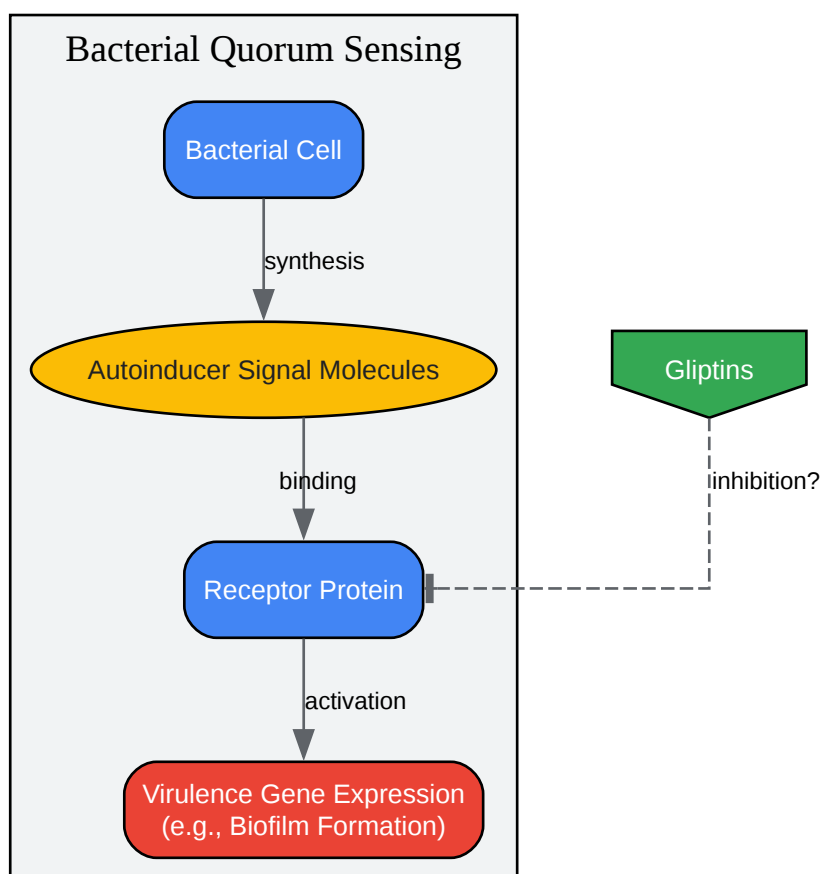 Bacterial Quorum Sensing
Bacterial Cell
synthesis
Autoinducer Signal Molecules
Gliptins
binding
inhibition?
Receptor Protein
activation
Virulence Gene Expression
(e.g., Biofilm Formation)